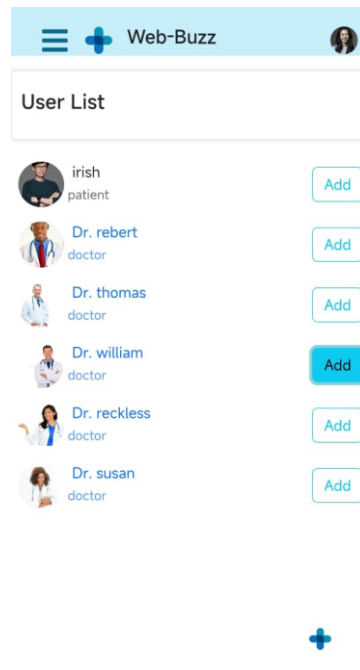 Web-Buzz
User List
irish
Add
patient
Dr. rebert
Add
doctor
Dr. thomas
Add
doctor
Dr. william
Add
doctor
Dr. reckless
Add
doctor
Dr. susan
Add
doctor